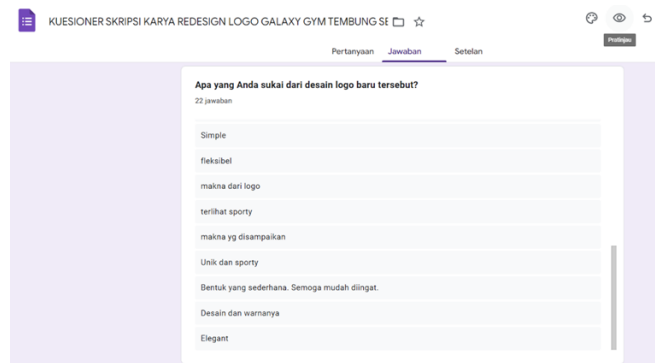 KUESIONER SKRIPSI KARYA REDESIGN LOGO GALAXY GYM TEMBUNG SE
Pratinjau
Pertanyaan Jawaban Setelan
Apa yang Anda sukai dari desain logo baru tersebut?
22 jawaban
Simple
fleksibel
makna dari logo
terlihat sporty
makna yg disampaikan
Unik dan sporty
Bentuk yang sederhana. Semoga mudah diingat.
Desain dan warnanya
Elegant